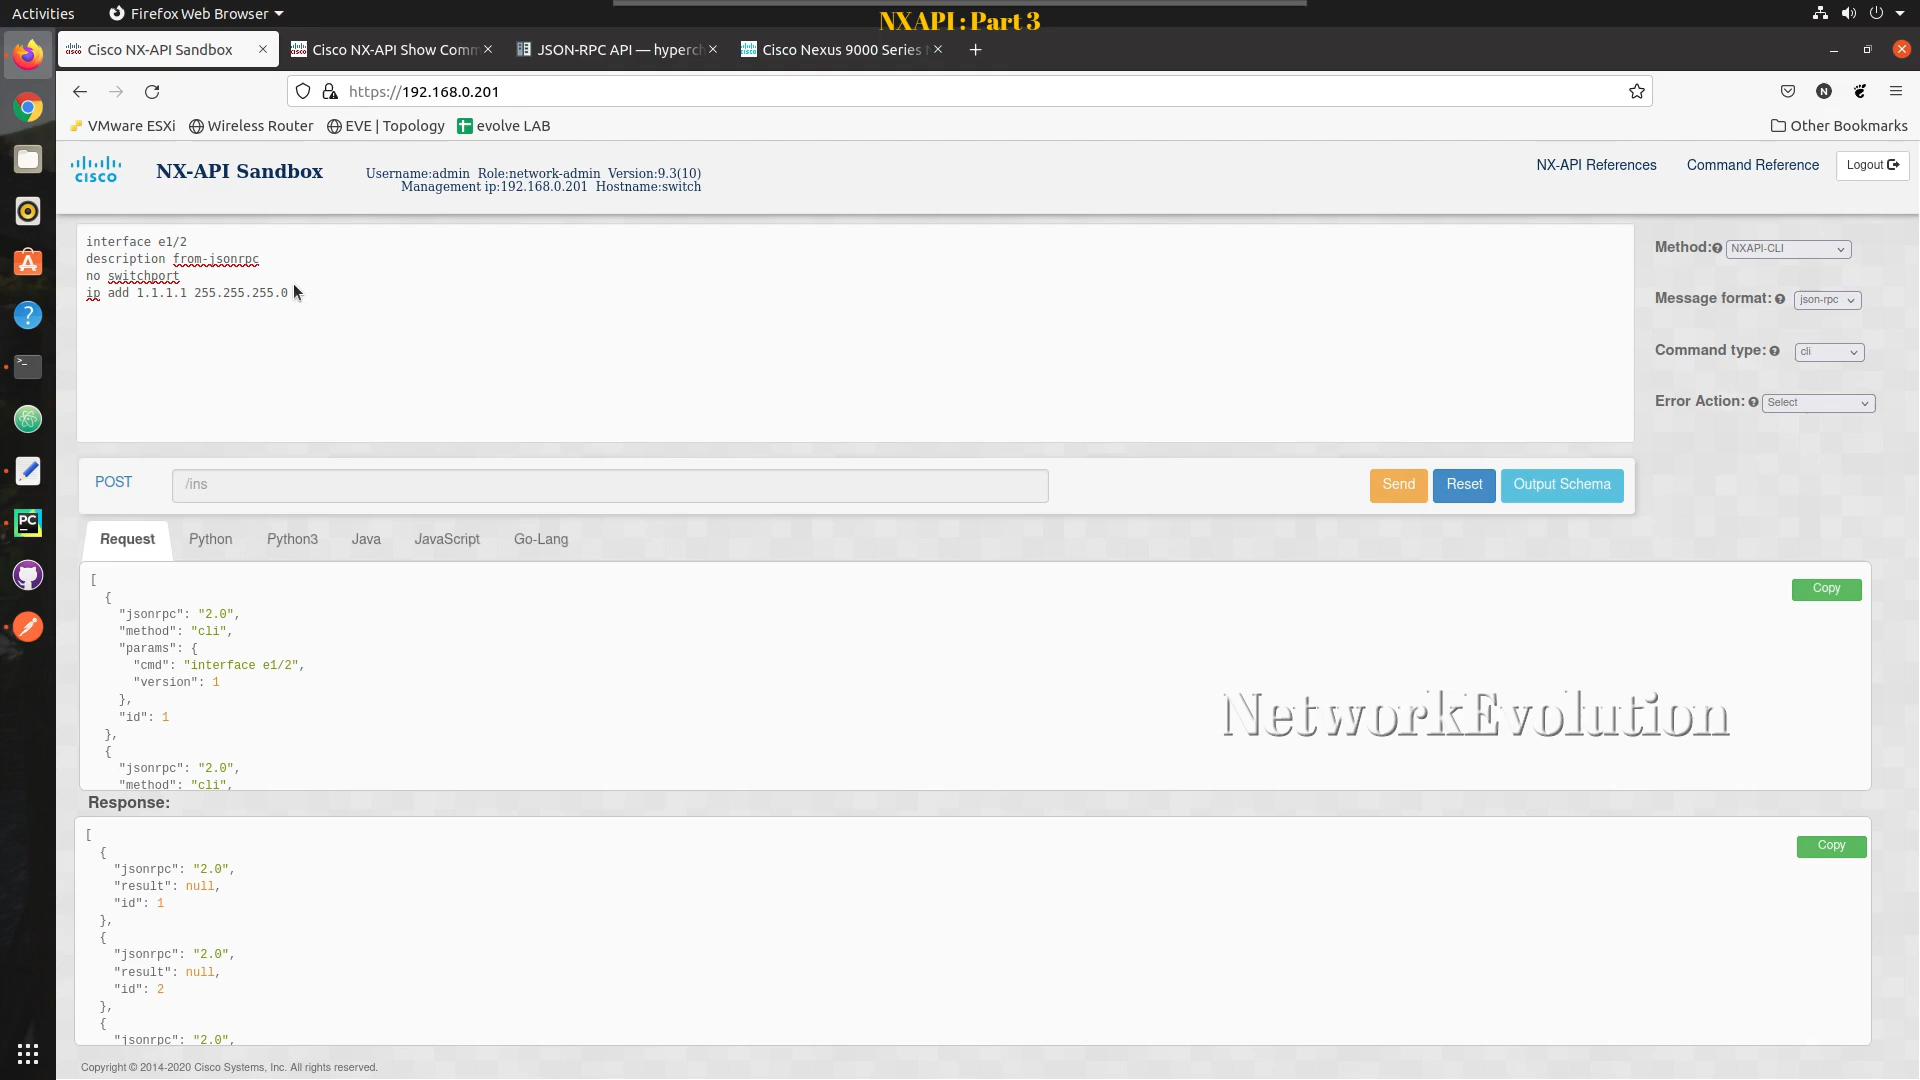 Activities
Firefox Web Browser
NXAPI : Part 3
Cisco NX-API Sandbox
Cisco NX-API Show Comm
JSON-RPC API — hyperch
Cisco Nexus 9000 Series
https://192.168.0.201
VMware ESXi
Wireless Router
EVE | Topology
evolve LAB
Other Bookmarks
CISCO
NX-API Sandbox
Username:admin Role:network-admin Version:9.3(10)
Management ip:192.168.0.201 Hostname:switch
NX-API References
Command Reference
Logout
interface e1/2
description from-jsonrpc
no switchport
ip add 1.1.1.1 255.255.255.0
Method:
NXAPI-CLI
Message format:
json-rpc
Command type:
cli
Error Action:
Select
POST
/ins
Send
Reset
Output Schema
Request
Python
Python3
Java
JavaScript
Go-Lang
Copy
[
{
"jsonrpc": "2.0",
"method": "cli",
"params": {
"cmd": "interface e1/2",
"version": 1
},
"id": 1
},
{
"jsonrpc": "2.0",
"method": "cli",
NetworkEvolution
Response:
Copy
[
{
"jsonrpc": "2.0",
"result": null,
"id": 1
},
{
"jsonrpc": "2.0",
"result": null,
"id": 2
},
{
"jsonrpc": "2.0",
Copyright © 2014-2020 Cisco Systems, Inc. All rights reserved.